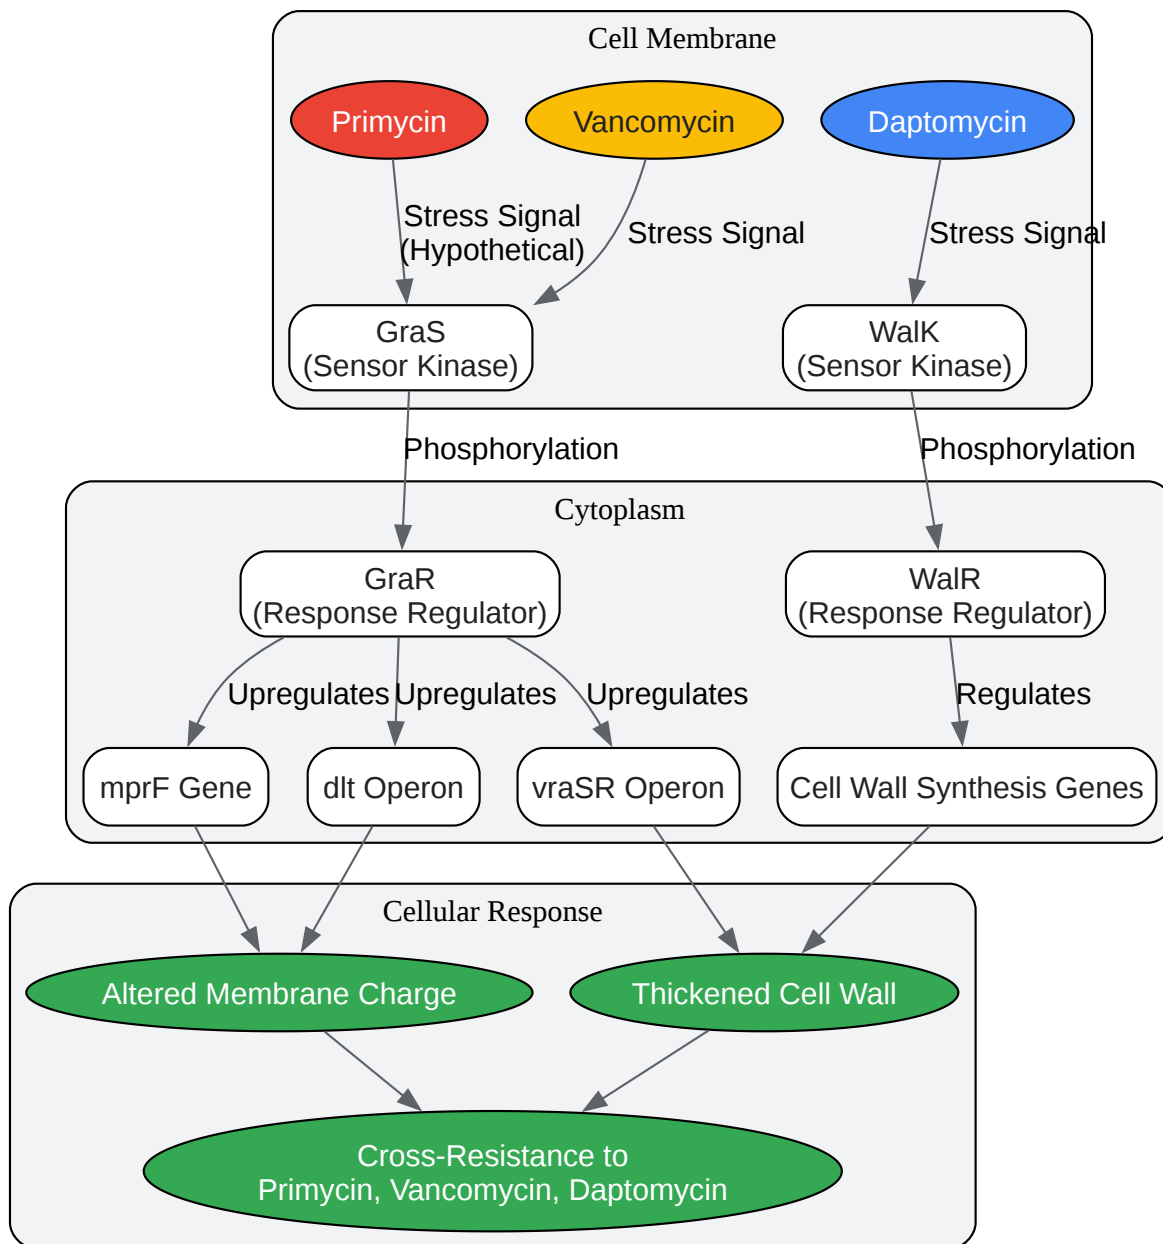 Cell Membrane
Primycin
Vancomycin
Daptomycin
Stress Signal
(Hypothetical)
Stress Signal
Stress Signal
GraS
(Sensor Kinase)
WalK
(Sensor Kinase)
Phosphorylation
Phosphorylation
Cytoplasm
GraR
(Response Regulator)
WalR
(Response Regulator)
Upregulates
Upregulates
Upregulates
Regulates
mprF Gene
dlt Operon
vraSR Operon
Cell Wall Synthesis Genes
Cellular Response
Altered Membrane Charge
Thickened Cell Wall
Cross-Resistance to
Primycin, Vancomycin, Daptomycin